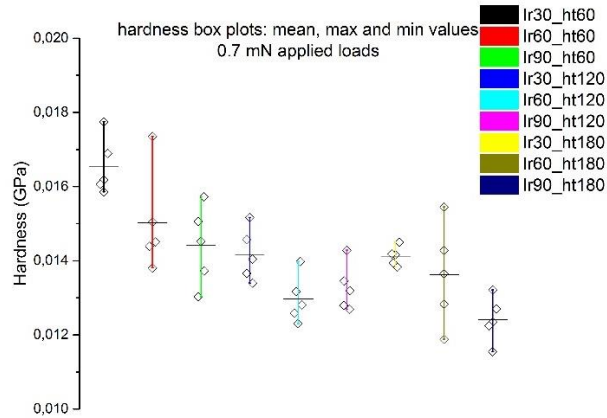 hardness box plots: mean, max and min values
0.7 mN applied loads
lr30_ht60
lr60_ht60
lr90_ht60
lr30_ht120
lr60_ht120
lr90_ht120
lr30_ht180
lr60_ht180
lr90_ht180
Hardness (GPa)
0,020
0,018
0,016
0,014
0,012
0,010